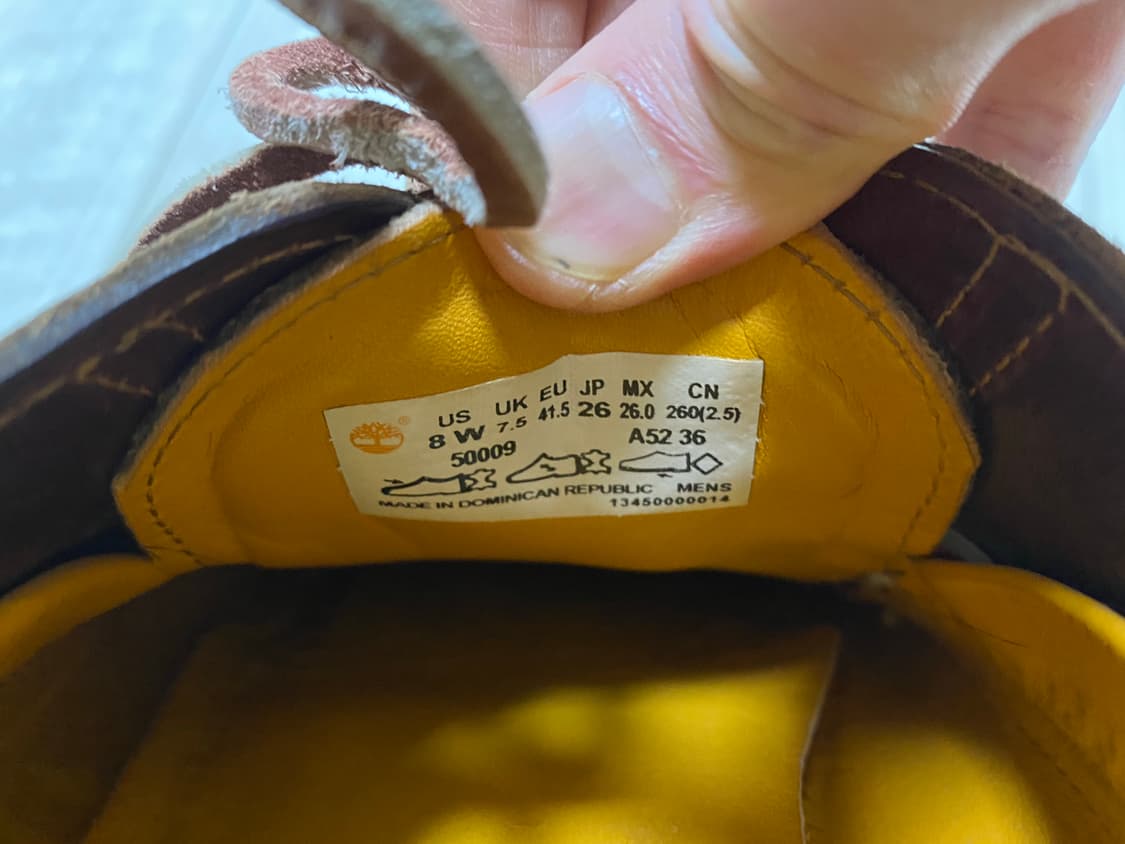 US UK EU JP MX CN
8 W 7.5 41.5 26 26.0 260(2.5)
50009 A52 36
MADE IN DOMINICAN REPUBLIC MENS
13450000014